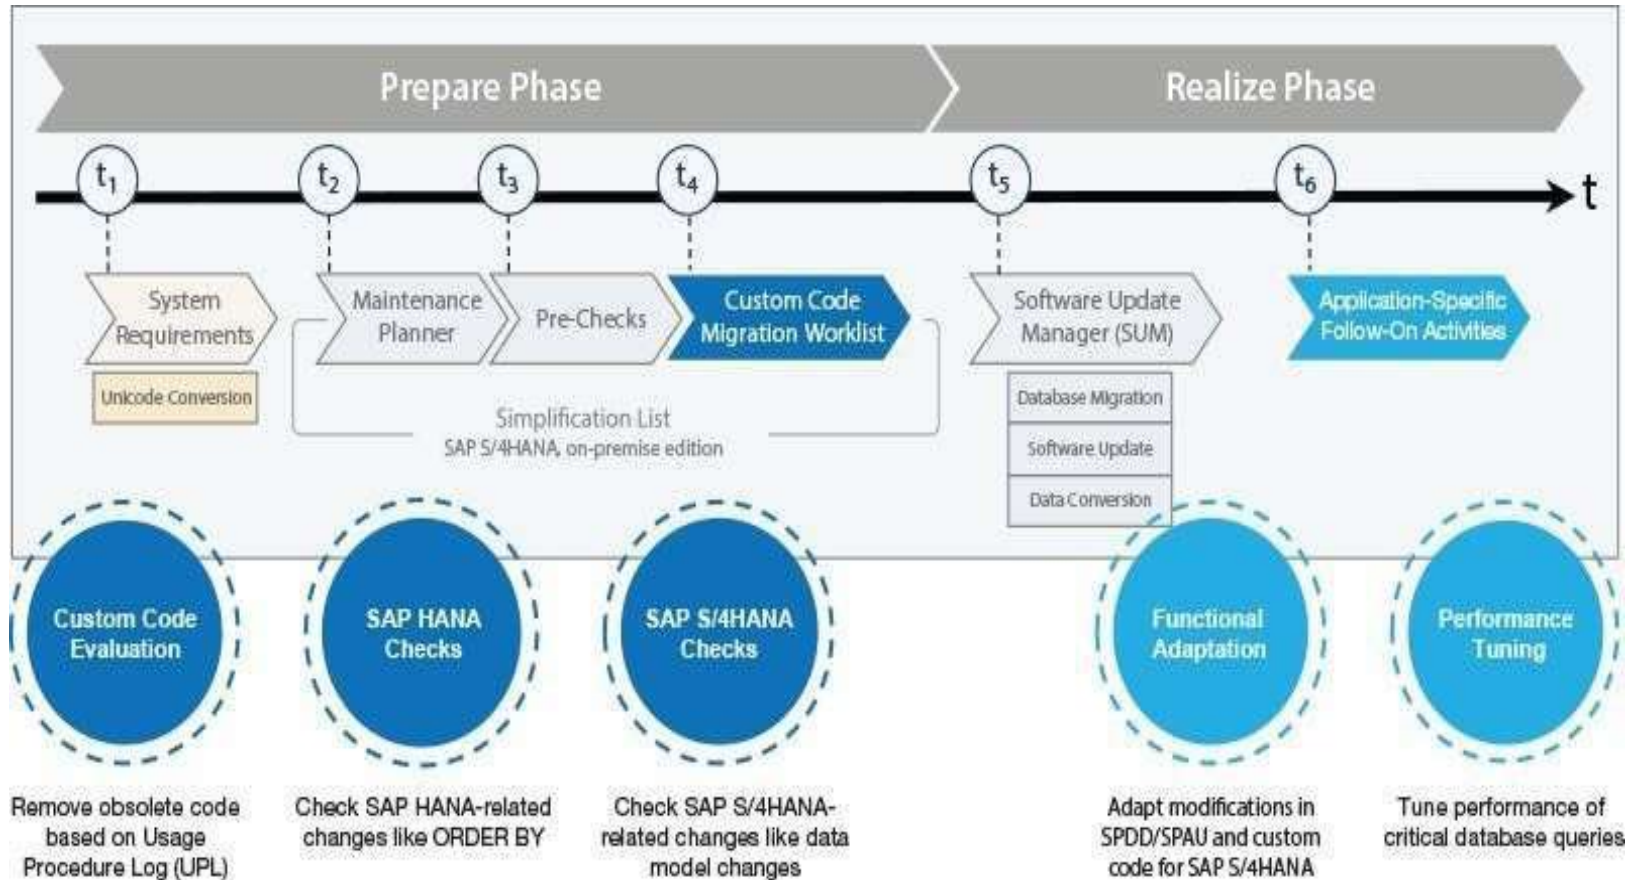 Prepare Phase
Realize Phase
t1
t2
t3
t4
t5
t6
t
System
Requirements
Maintenance
Planner
Pre-Checks
Custom Code
Migration Worklist
Software Update
Manager (SUM)
Application-Specific
Follow-On Activities
Unicode Conversion
Simplification List
SAP S/4HANA, on-premise edition
Database Migration
Software Update
Data Conversion
Custom Code
Evaluation
SAP HANA
Checks
SAP S/4HANA
Checks
Functional
Adaptation
Performance
Tuning
Remove obsolete code
based on Usage
Procedure Log (UPL)
Check SAP HANA-related
changes like ORDER BY
Check SAP S/4HANA-
related changes like data
model changes
Adapt modifications in
SPDD/SPAU and custom
code for SAP S/4HANA
Tune performance of
critical database queries